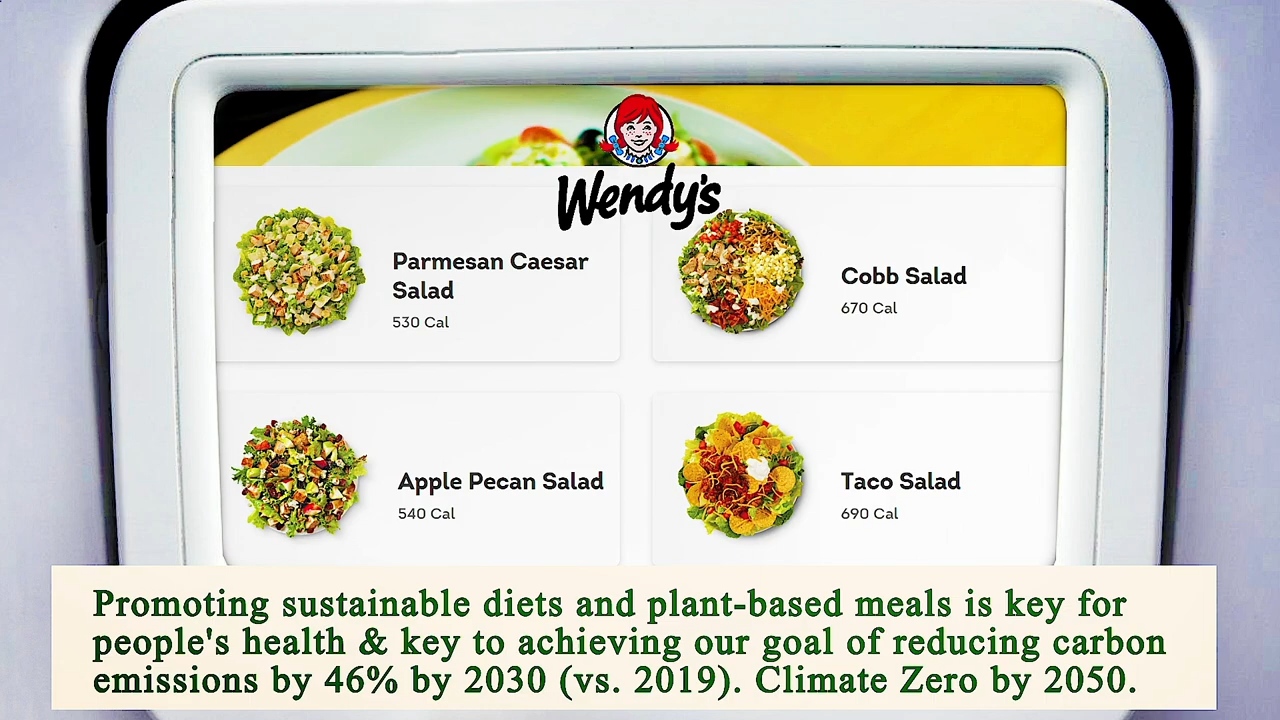 Wendy's
Parmesan Caesar
Salad
530 Cal
Cobb Salad
670 Cal
Apple Pecan Salad
540 Cal
Taco Salad
690 Cal
Promoting sustainable diets and plant-based meals is key for
people's health & key to achieving our goal of reducing carbon
emissions by 46% by 2030 (vs. 2019). Climate Zero by 2050.